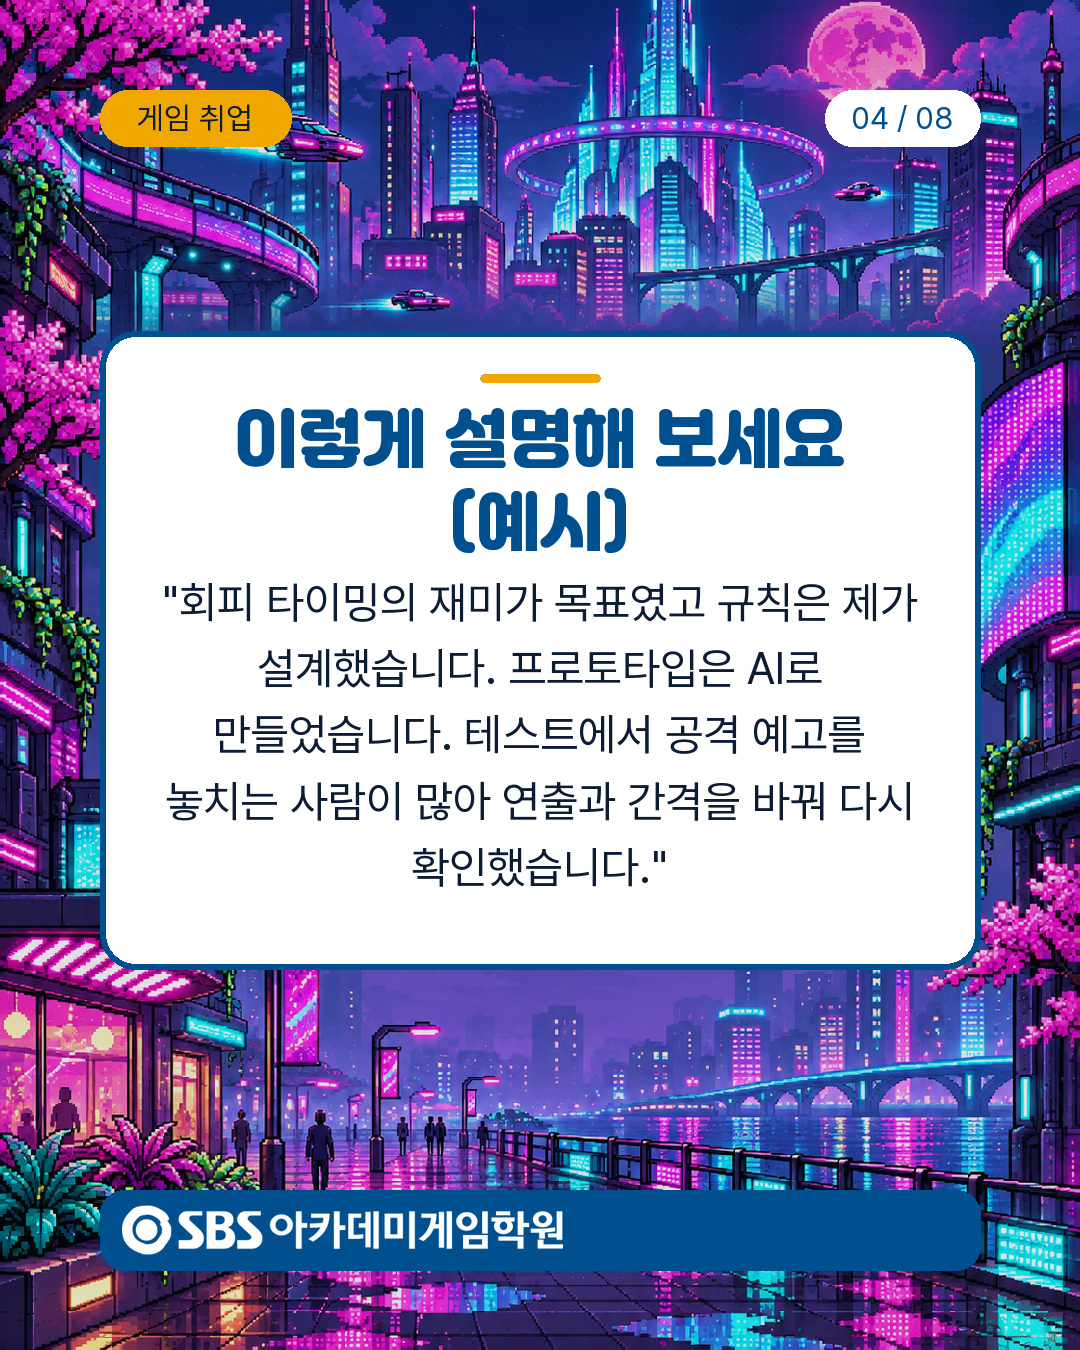 게임 취업
04 / 08
이렇게 설명해 보세요
(예시)
"회피 타이밍의 재미가 목표였고 규칙은 제가
설계했습니다. 프로토타입은 AI로
만들었습니다. 테스트에서 공격 예고를
놓치는 사람이 많아 연출과 간격을 바꿔 다시
확인했습니다."
SBS 아카데미게임학원